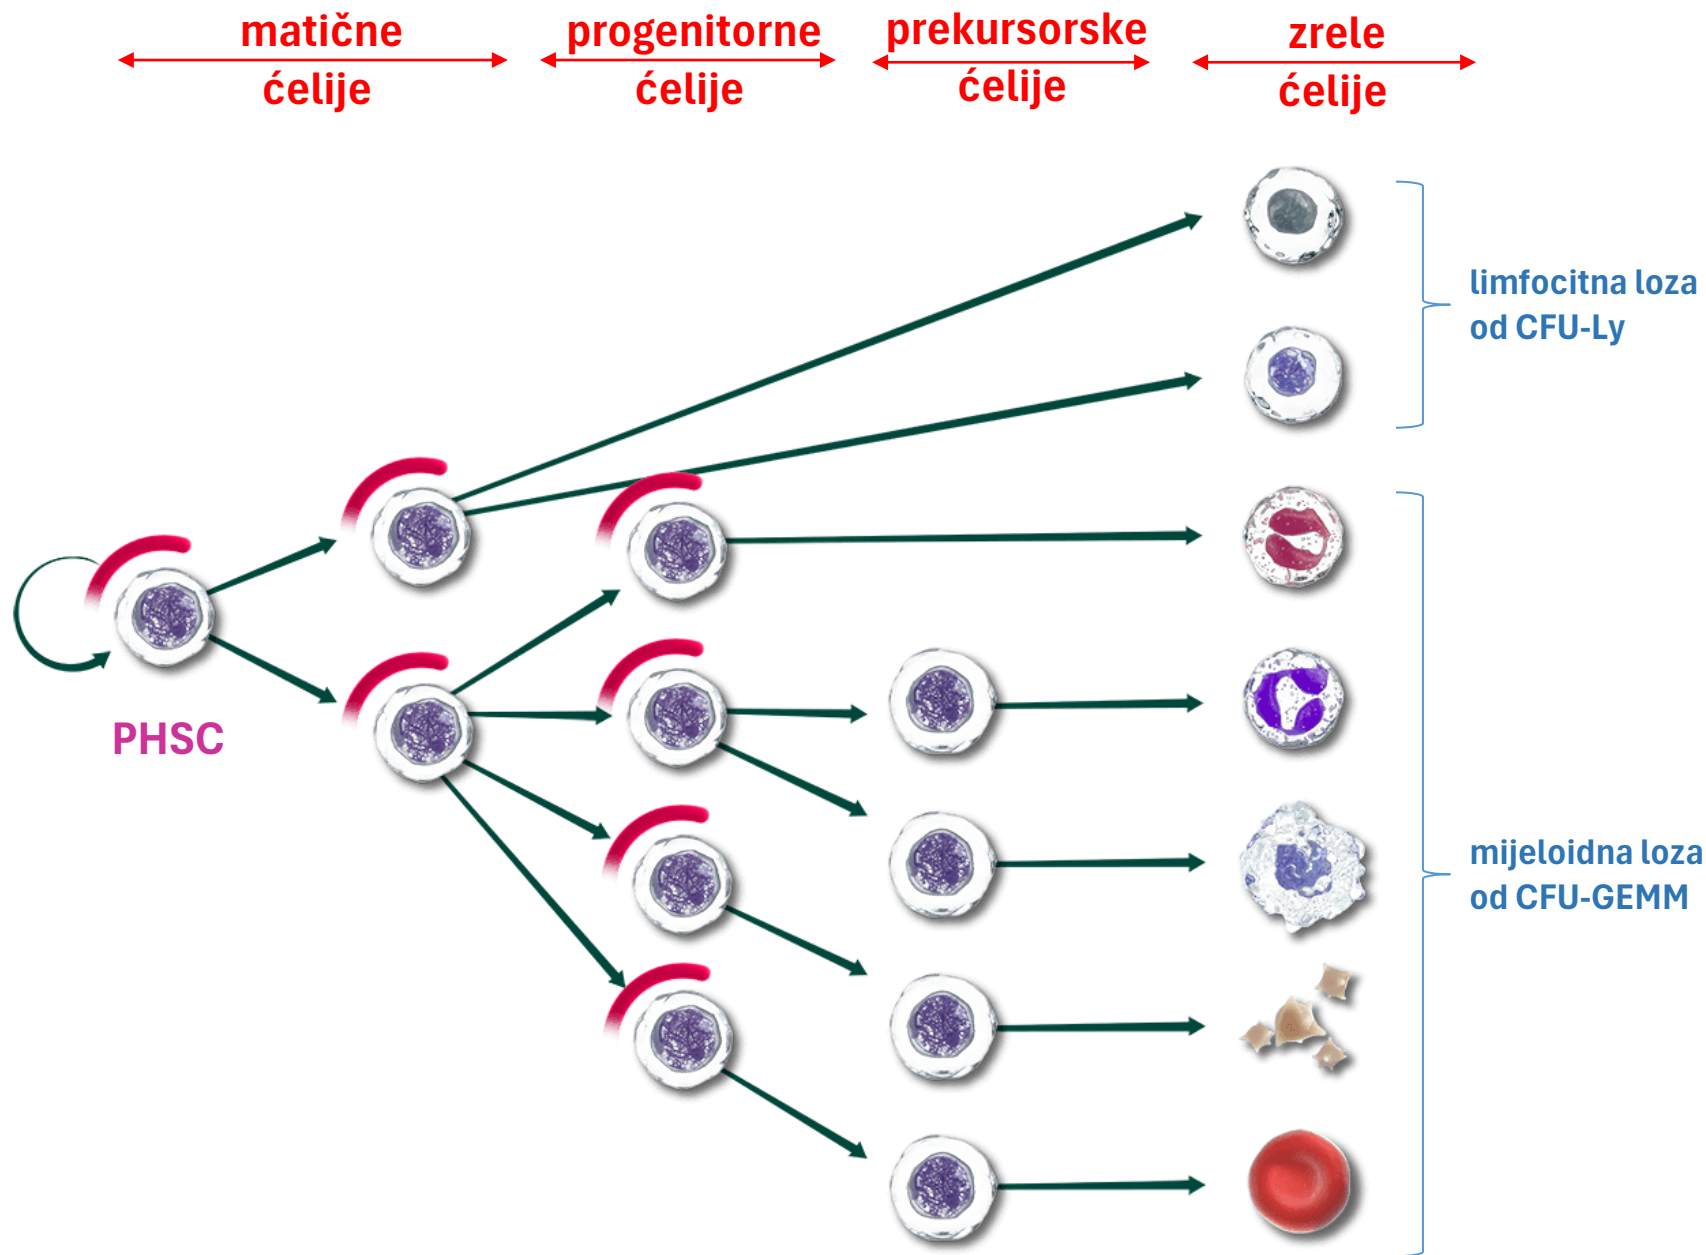 matične
ćelije
progenitorne
ćelije
prekursorske
ćelije
zrele
ćelije
limfocitna loza
od CFU-Ly
PHSC
mijeloidna loza
od CFU-GEMM